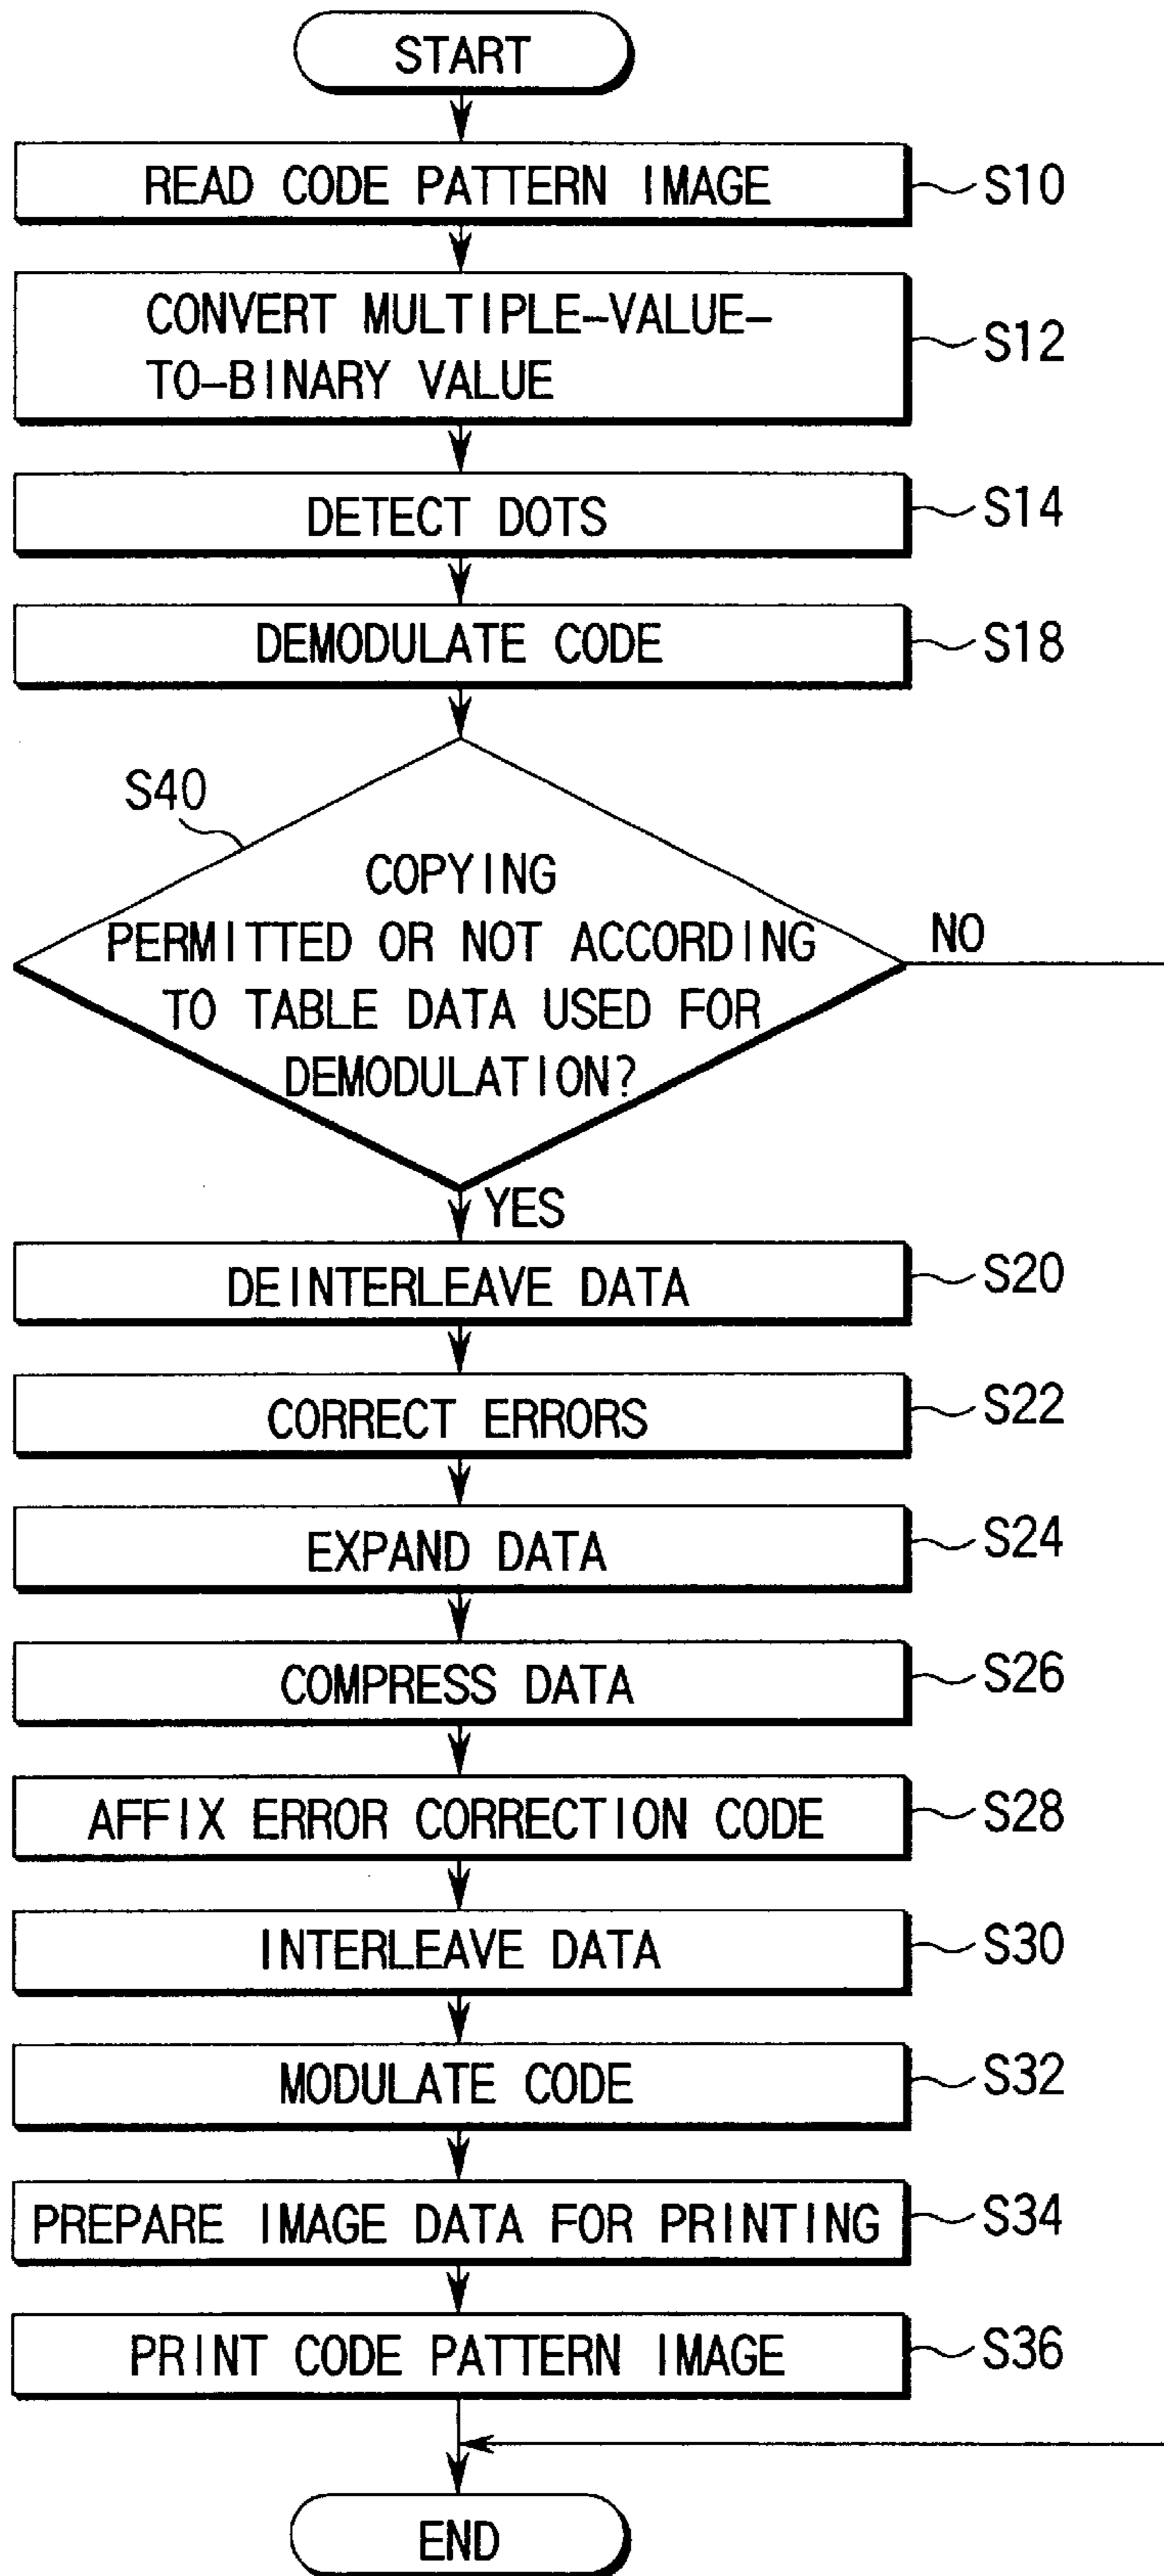 START
READ CODE PATTERN IMAGE
S10
CONVERT MULTIPLE-VALUE-
TO-BINARY VALUE
S12
DETECT DOTS
S14
DEMODULATE CODE
S18
S40
COPYING
PERMITTED OR NOT ACCORDING
TO TABLE DATA USED FOR
DEMODULATION?
NO
YES
DEINTERLEAVE DATA
S20
CORRECT ERRORS
S22
EXPAND DATA
S24
COMPRESS DATA
S26
AFFIX ERROR CORRECTION CODE
S28
INTERLEAVE DATA
S30
MODULATE CODE
S32
PREPARE IMAGE DATA FOR PRINTING
S34
PRINT CODE PATTERN IMAGE
S36
END